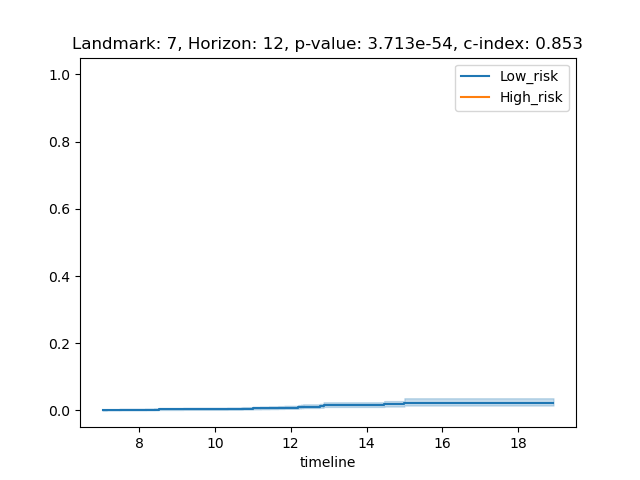 Landmark: 7, Horizon: 12, p-value: 3.713e-54, c-index: 0.853
Low_risk
High_risk
1.0
0.8
0.6
0.4
0.2
0.0
8 10 12 14 16 18
timeline